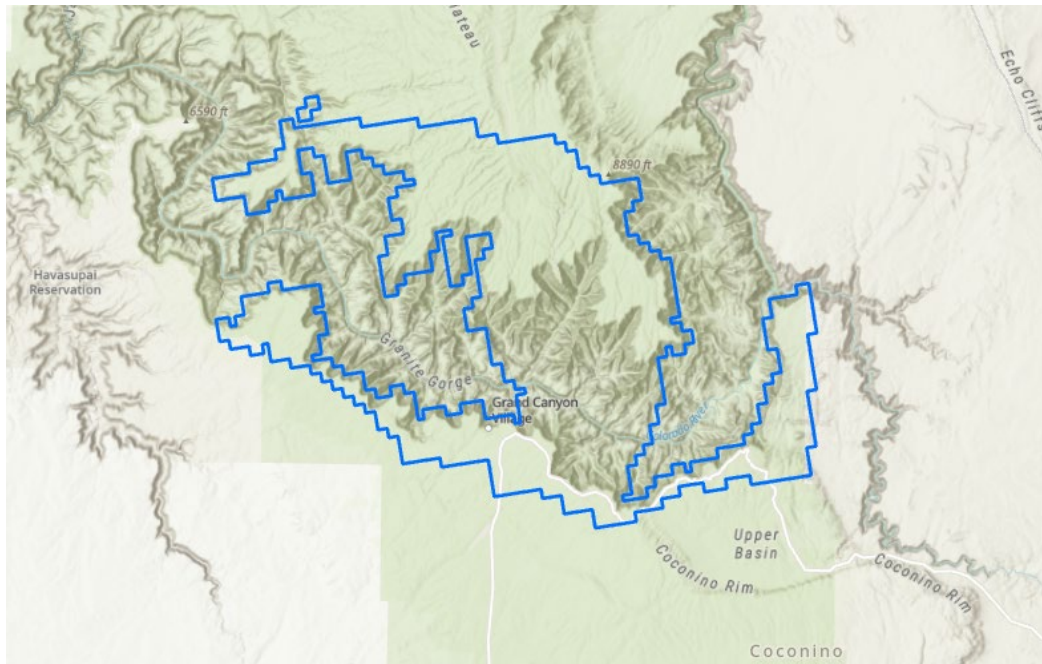 Plateau
Echo Cliffs
6590 ft
8890 ft
Havasupai
Reservation
Granite Gorge
Grand Canyon
Village
Colorado River
Upper
Basin
Coconino Rim
Coconino Rim
Coconino